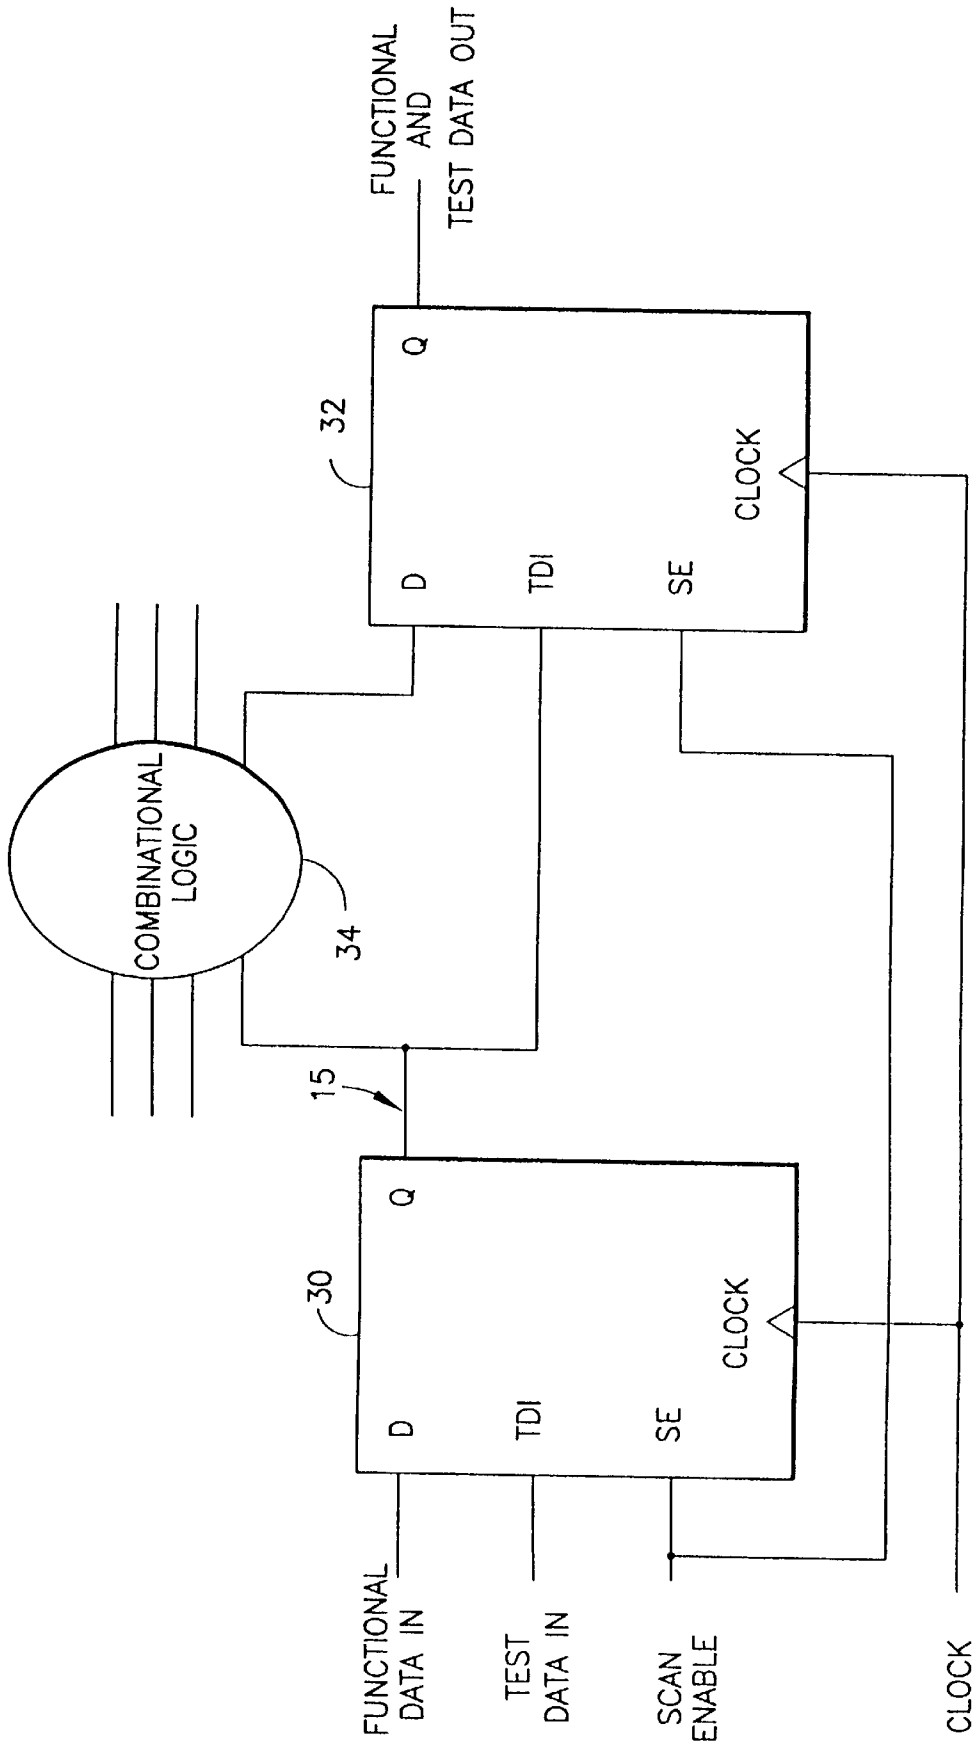 COMBINATIONAL
LOGIC
34
15
30
32
FUNCTIONAL
DATA IN
TEST
DATA IN
SCAN
ENABLE
CLOCK
D
TDI
SE
CLOCK
Q
D
TDI
SE
CLOCK
Q
FUNCTIONAL
AND
TEST DATA OUT